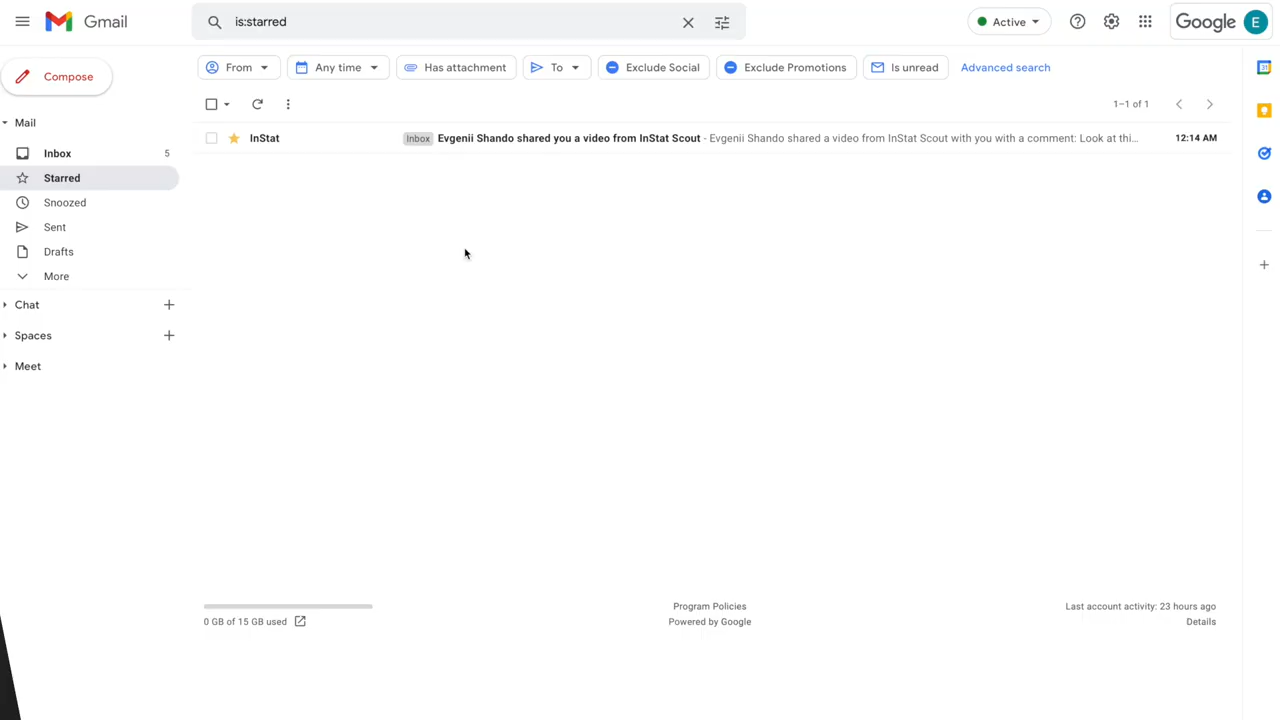 Gmail
is:starred
Active
Google
E
Compose
From
Any time
Has attachment
To
Exclude Social
Exclude Promotions
Is unread
Advanced search
1–1 of 1
Mail
Inbox 5
Starred
Snoozed
Sent
Drafts
More
Chat
Spaces
Meet
InStat
Inbox
Evgenii Shando shared you a video from InStat Scout - Evgenii Shando shared a video from InStat Scout with you with a comment: Look at thi...
12:14 AM
31
0 GB of 15 GB used
Program Policies
Powered by Google
Last account activity: 23 hours ago
Details